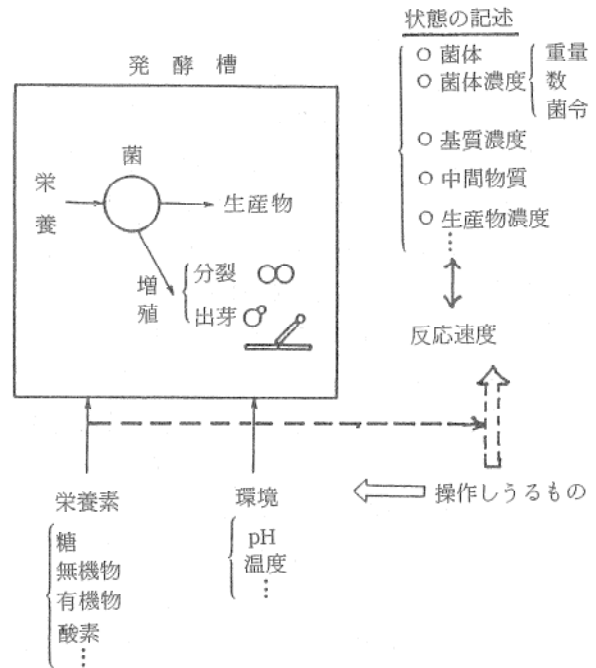 状態の記述
○ 菌体
○ 菌体濃度
重量
数
菌令
○ 基質濃度
○ 中間物質
○ 生産物濃度
⋮
反応速度
発酵槽
菌
栄養
生産物
増殖
分裂
出芽
栄養素
糖
無機物
有機物
酸素
⋮
環境
pH
温度
⋮
操作しうるもの